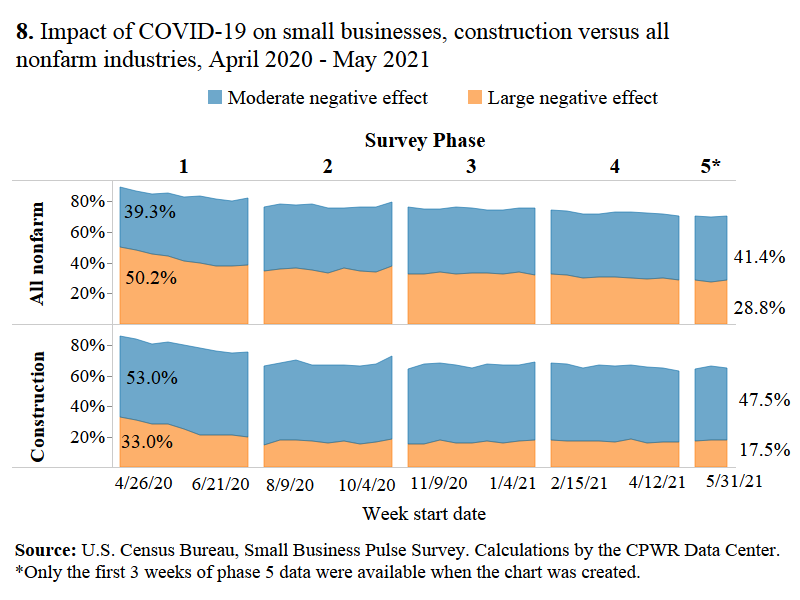 8. Impact of COVID-19 on small businesses, construction versus all
nonfarm industries, April 2020 - May 2021
Moderate negative effect Large negative effect
Survey Phase
1 2 3 4 5*
All nonfarm
80%
60%
40%
20%
39.3%
50.2%
41.4%
28.8%
Construction
80%
60%
40%
20%
53.0%
33.0%
47.5%
17.5%
4/26/20 6/21/20 8/9/20 10/4/20 11/9/20 1/4/21 2/15/21 4/12/21 5/31/21
Week start date
Source: U.S. Census Bureau, Small Business Pulse Survey. Calculations by the CPWR Data Center.
*Only the first 3 weeks of phase 5 data were available when the chart was created.